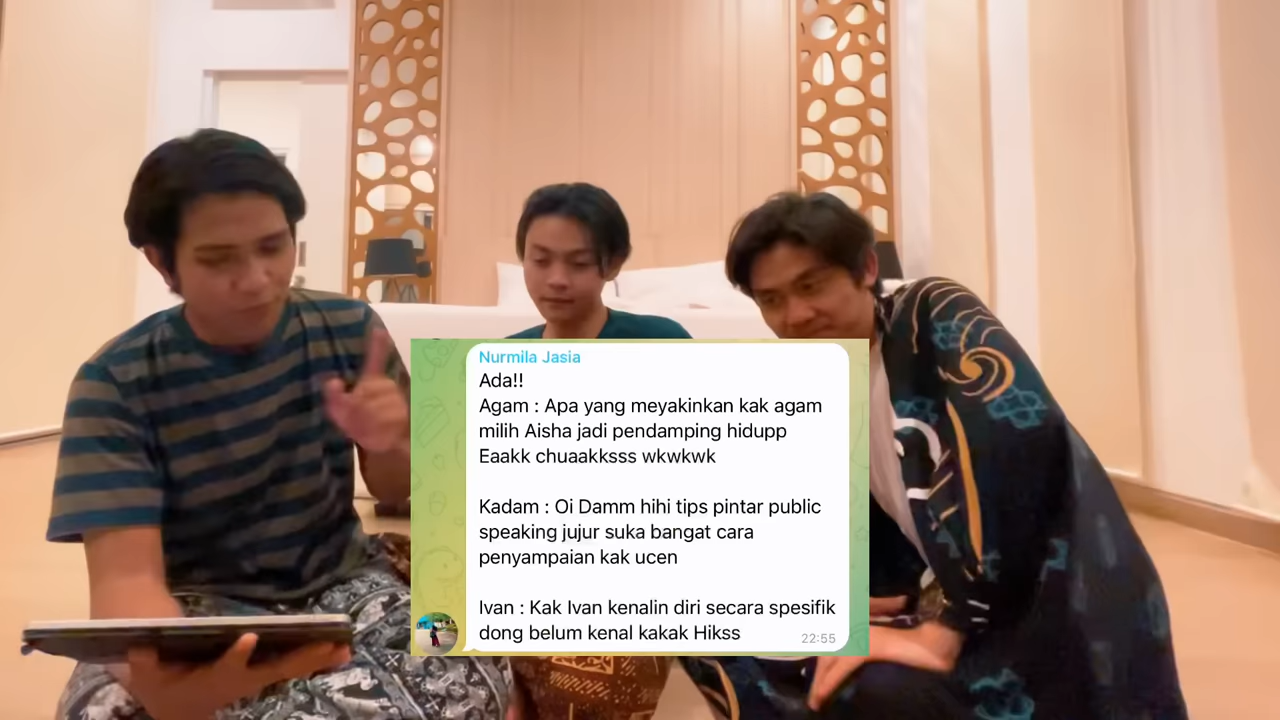 Nurmila Jasia
Ada!!
Agam : Apa yang meyakinkan kak agam
milih Aisha jadi pendamping hidupp
Eaakk chuaakksss wkwkwk
Kadam : Oi Damm hihi tips pintar public
speaking jujur suka bangat cara
penyampaian kak ucen
Ivan : Kak Ivan kenalin diri secara spesifik
dong belum kenal kakak Hikss
22:55